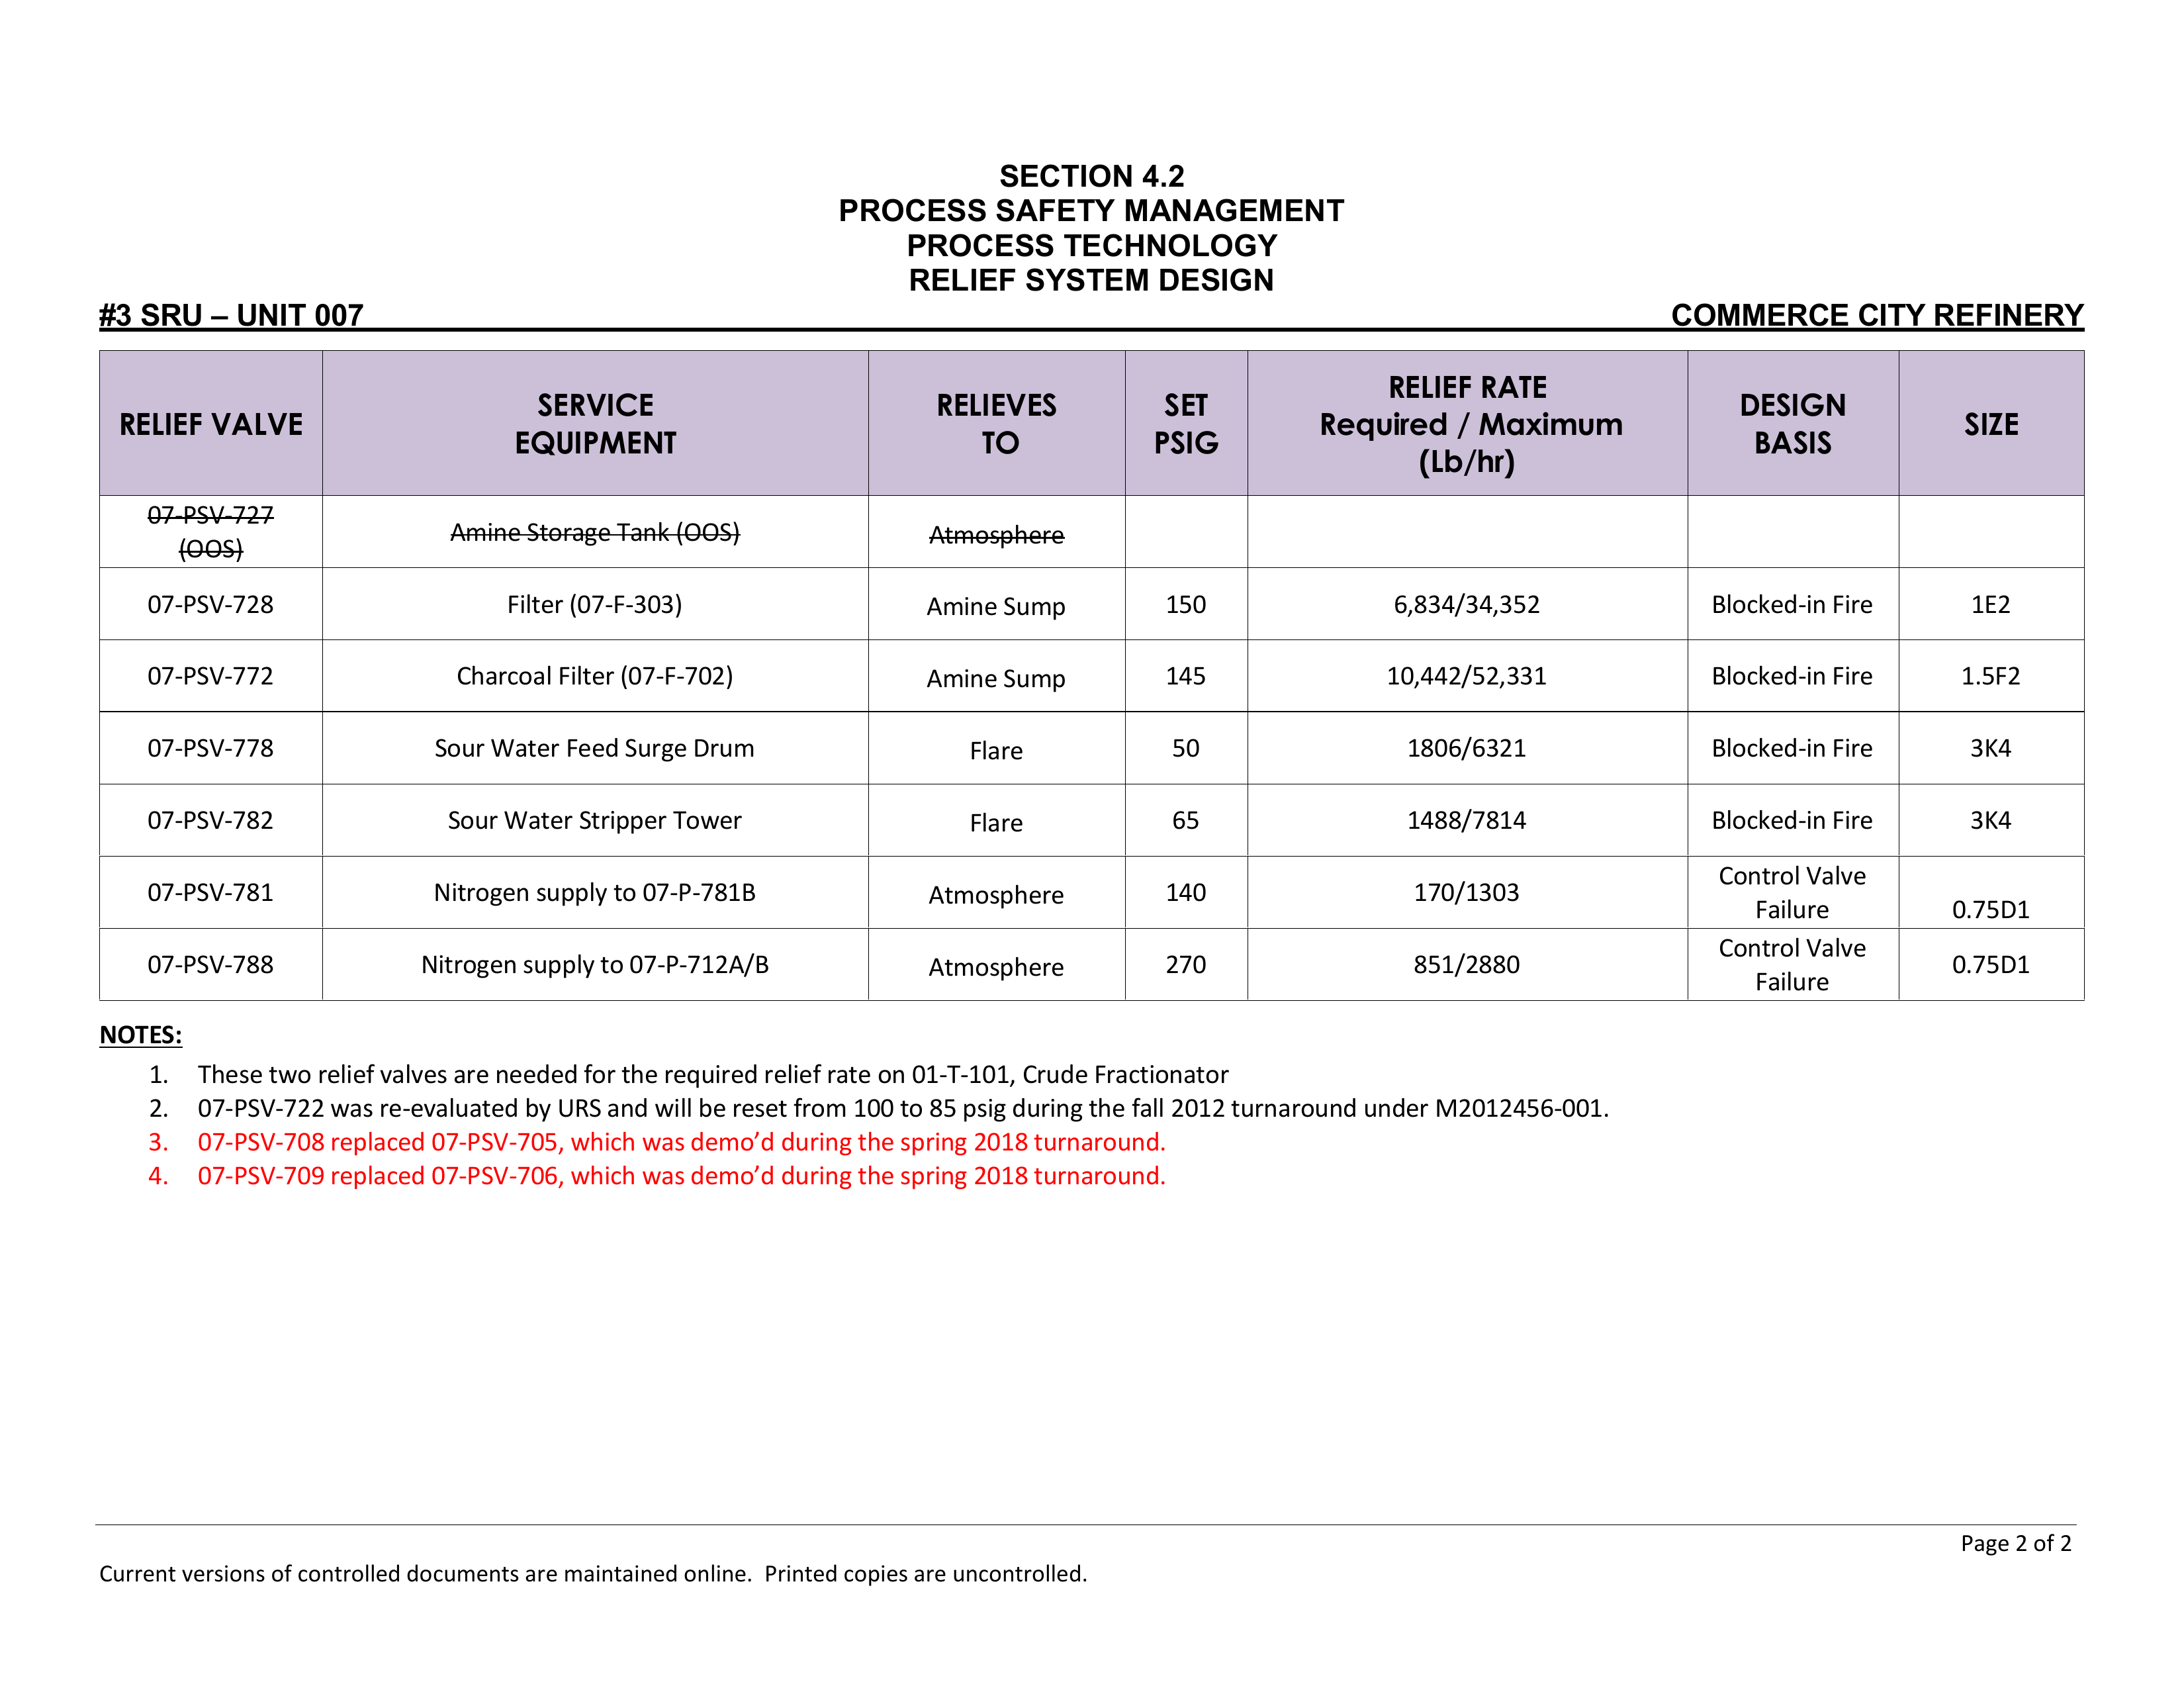 SECTION 4.2
PROCESS SAFETY MANAGEMENT
PROCESS TECHNOLOGY
RELIEF SYSTEM DESIGN
#3 SRU – UNIT 007 COMMERCE CITY REFINERY
RELIEF VALVE SERVICE EQUIPMENT RELIEVES TO SET PSIG RELIEF RATE Required / Maximum (Lb/hr) DESIGN BASIS SIZE
07-PSV-727 (OOS) Amine Storage Tank (OOS) Atmosphere
07-PSV-728 Filter (07-F-303) Amine Sump 150 6,834/34,352 Blocked-in Fire 1E2
07-PSV-772 Charcoal Filter (07-F-702) Amine Sump 145 10,442/52,331 Blocked-in Fire 1.5F2
07-PSV-778 Sour Water Feed Surge Drum Flare 50 1806/6321 Blocked-in Fire 3K4
07-PSV-782 Sour Water Stripper Tower Flare 65 1488/7814 Blocked-in Fire 3K4
07-PSV-781 Nitrogen supply to 07-P-781B Atmosphere 140 170/1303 Control Valve Failure 0.75D1
07-PSV-788 Nitrogen supply to 07-P-712A/B Atmosphere 270 851/2880 Control Valve Failure 0.75D1
NOTES:
1. These two relief valves are needed for the required relief rate on 01-T-101, Crude Fractionator
2. 07-PSV-722 was re-evaluated by URS and will be reset from 100 to 85 psig during the fall 2012 turnaround under M2012456-001.
3. 07-PSV-708 replaced 07-PSV-705, which was demo’d during the spring 2018 turnaround.
4. 07-PSV-709 replaced 07-PSV-706, which was demo’d during the spring 2018 turnaround.
Page 2 of 2
Current versions of controlled documents are maintained online.  Printed copies are uncontrolled.